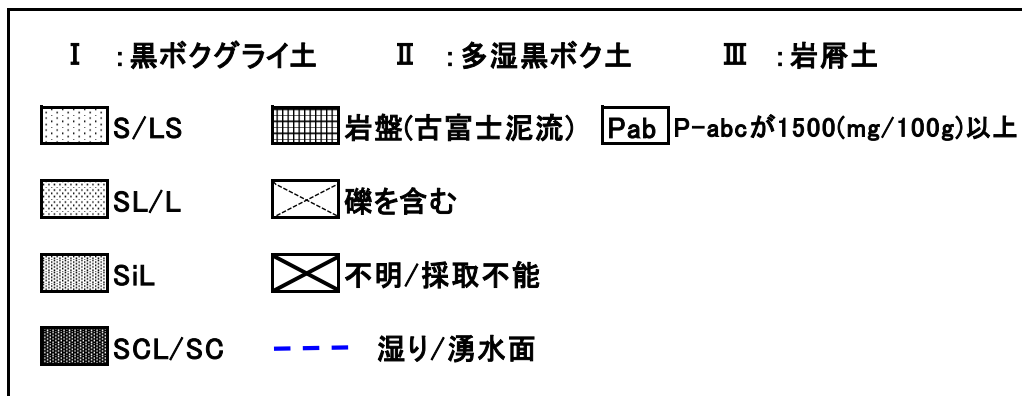 Ⅰ :黒ボクグライ土 Ⅱ :多湿黒ボク土 Ⅲ :岩屑土
S/LS 岩盤(古富士泥流) Pab P-abcが1500(mg/100g)以上
SL/L 礫を含む
SiL 不明/採取不能
SCL/SC 湿り/湧水面